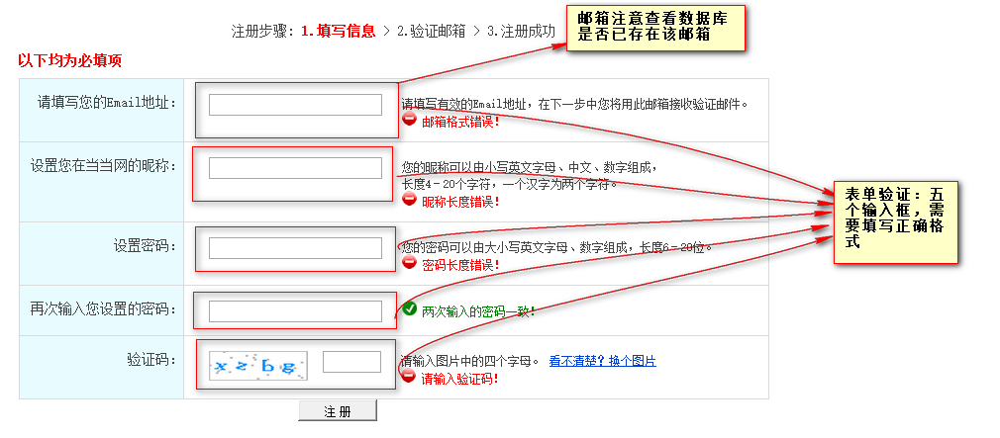 注册步骤: 1.填写信息 > 2.验证邮箱 > 3.注册成功
邮箱注意查看数据库
是否已存在该邮箱
以下均为必填项
请填写您的Email地址:
请填写有效的Email地址，在下一步中您将用此邮箱接收验证邮件。
邮箱格式错误!
设置您在当当网的昵称:
您的昵称可以由小写英文字母、中文、数字组成，
长度4－20个字符，一个汉字为两个字符。
昵称长度错误!
表单验证：五
个输入框，需
要填写正确格
式
设置密码:
您的密码可以由大小写英文字母、数字组成，长度6－20位。
密码长度错误!
再次输入您设置的密码:
两次输入的密码一致!
验证码:
请输入图片中的四个字母。 看不清楚？换个图片
请输入验证码!
注 册